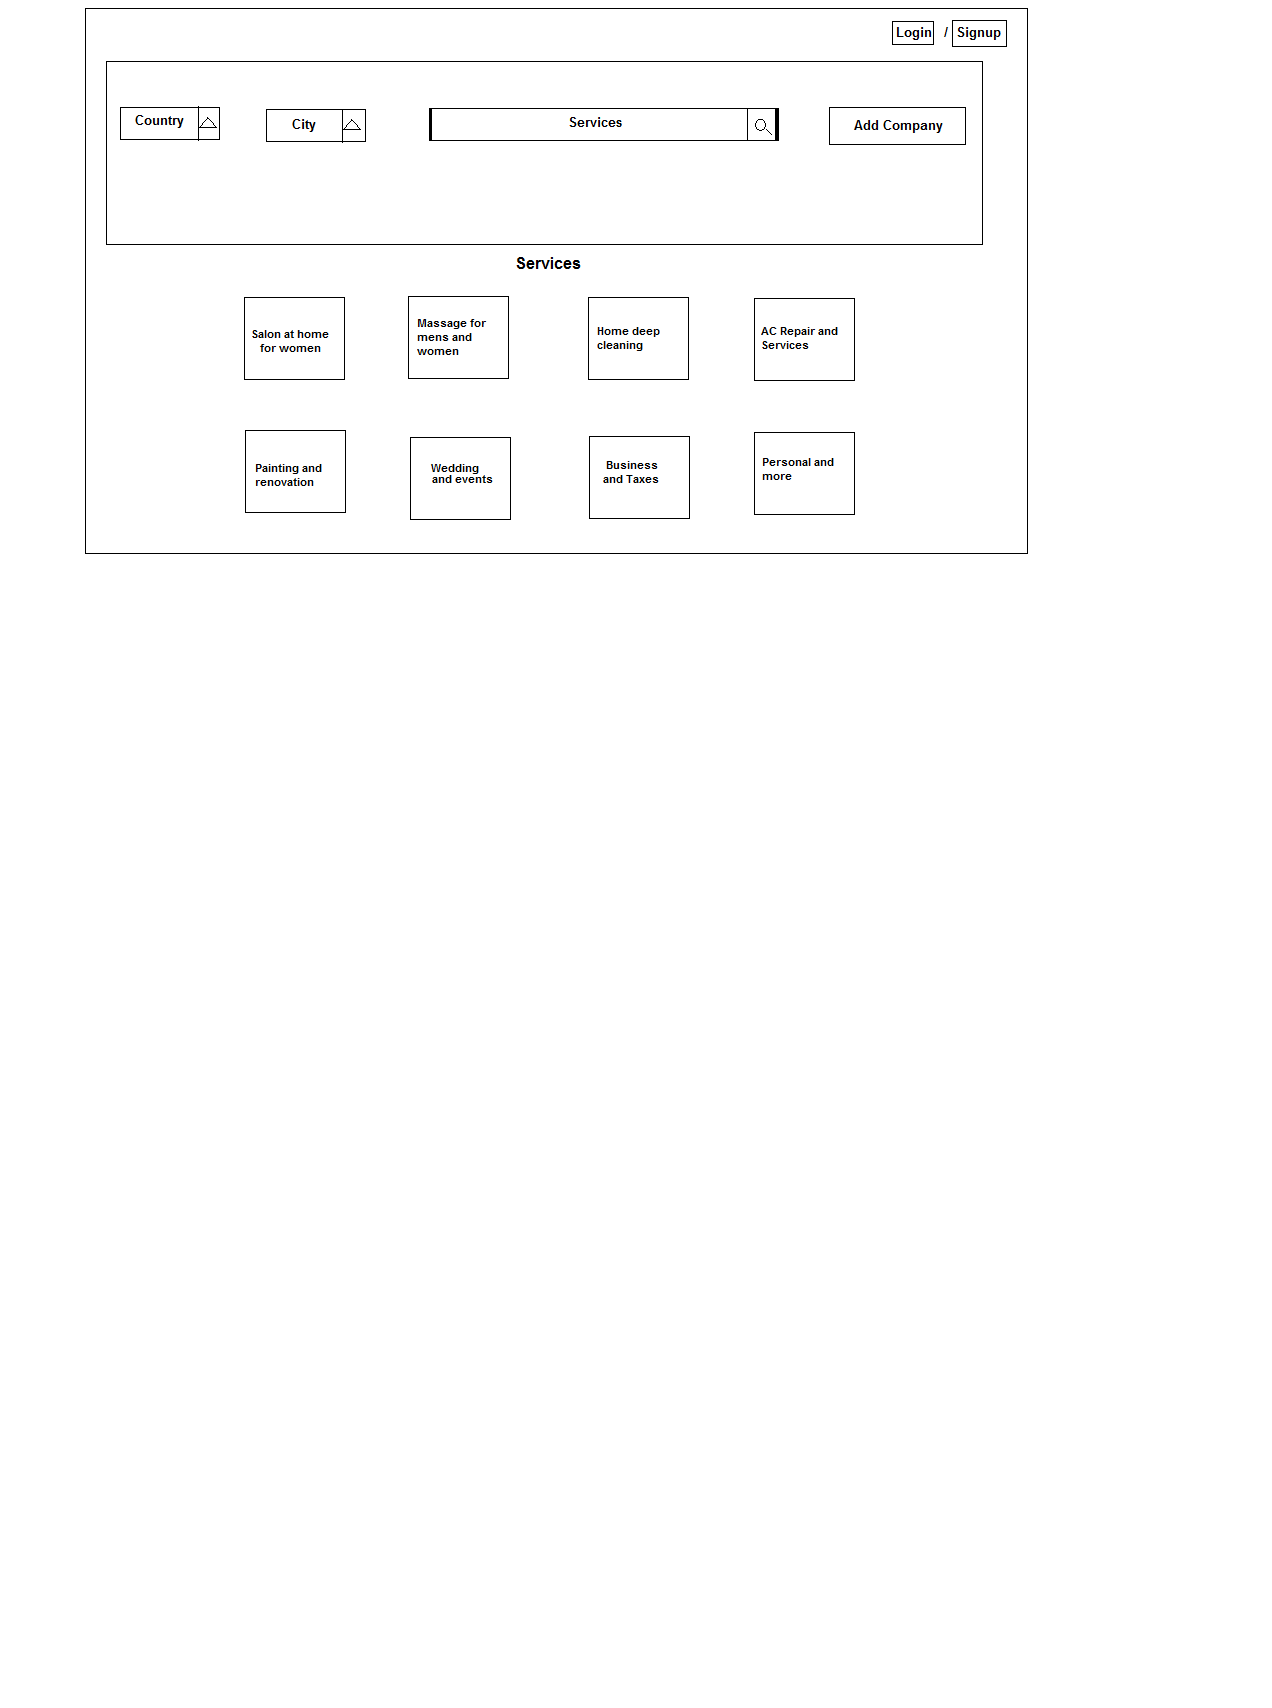 Login / Signup
Country
City
Services
Add Company
Services
Salon at home
for women
Massage for
mens and
women
Home deep
cleaning
AC Repair and
Services
Painting and
renovation
Wedding
and events
Business
and Taxes
Personal and
more